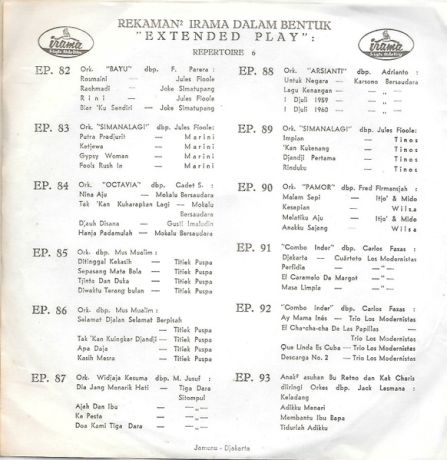 REKAMAN² IRAMA DALAM BENTUK
"EXTENDED PLAY":
REPERTOIRE 6
irama
irama
EP. 82 Ork. "BAYU" dbp. F. Parera :
Rosmaini — Jules Fioole
Rachmadi — Joke Simatupang
Rini — Jules Fioole
Biar 'Ku Sendiri — Joke Simatupang
EP. 83 Ork. "SIMANALAGI" dbp. Jules Fioole:
Putra Pradjurit — Marini
Ketjewa — Marini
Gypsy Woman — Marini
Fools Rush In — Marini
EP. 84 Ork. "OCTAVIA" dbp. Cadet S. :
Nina Aju — Mokalu Bersaudara
Tak 'Kan Kuharapkan Lagi — Mokalu
Bersaudara
Djauh Disana — Gusti Imaludin
Hanja Padamulah — Mokalu Bersaudara
EP. 85 Ork. dbp. Mus Mualim :
Ditinggal Kekasih — Titiek Puspa
Sepasang Mata Bola — Titiek Puspa
Tjinta Dan Duka — Titiek Puspa
Diwaktu Terang bulan — Titiek Puspa
EP. 86 Ork. dbp. Mus Mualim :
Selamat Djalan Selamat Berpisah
— Titiek Puspa
Tak 'Kan Kuingkar Djandji — Titiek Puspa
Apa Daja — Titiek Puspa
Kasih Mesra — Titiek Puspa
EP. 87 Ork. Widjaja Kesuma dbp. M. Jusuf :
Dia Jang Menarik Hati — Tiga Dara
Sitompul
Ajah Dan Ibu — —„—
Ka Pesta — —„—
Doa Kami Tiga Dara — —„—
EP. 88 Ork. "ARSIANTI" dbp. Adrianto :
Untuk Negara — Karsono Bersaudara
Lagu Kenangan — — „ —
1 Djuli 1959 — — „ —
1 Djuli 1960 — — „ —
EP. 89 Ork. "SIMANALAGI" dbp. Jules Fioole:
Impian — Tinos
'Kan Kukenang — Tinos
Djandji Pertama — Tinos
Rinduku — Tinos
EP. 90 Ork. "PAMOR" dbp. Fred Firmansjah :
Malam Sepi — Itjo' & Mido
Kesapian — Wilsa
Melatiku Aju — Itjo' & Mido
Anakku Sajang — Wilsa
EP. 91 "Combo Inder" dbp. Carlos Faxas :
Djakarta — Cuárteto Los Modernistas
Perfidia — —„—
El Caramelo De Margot — —„—
Masa Limpia — —„—
EP. 92 "Combo Inder" dbp. Carlos Faxas :
Ay Mama Inés — Trio Los Modernistas
El Cha-cha-cha De Las Papillas —
Trio Los Modernistas
Que Linda Es Cuba — Trio Los Modernistas
Descarga No. 2 — Trio Los Modernistas
EP. 93 Anak² asuhan Bu Ratno dan Kak Charis
diiringi Orkes dbp. Jack Lesmana :
Keladang
Adikku Menari
Membantu Ibu Bapa
Tidurlah Adikku
Jamunu - Djakarta